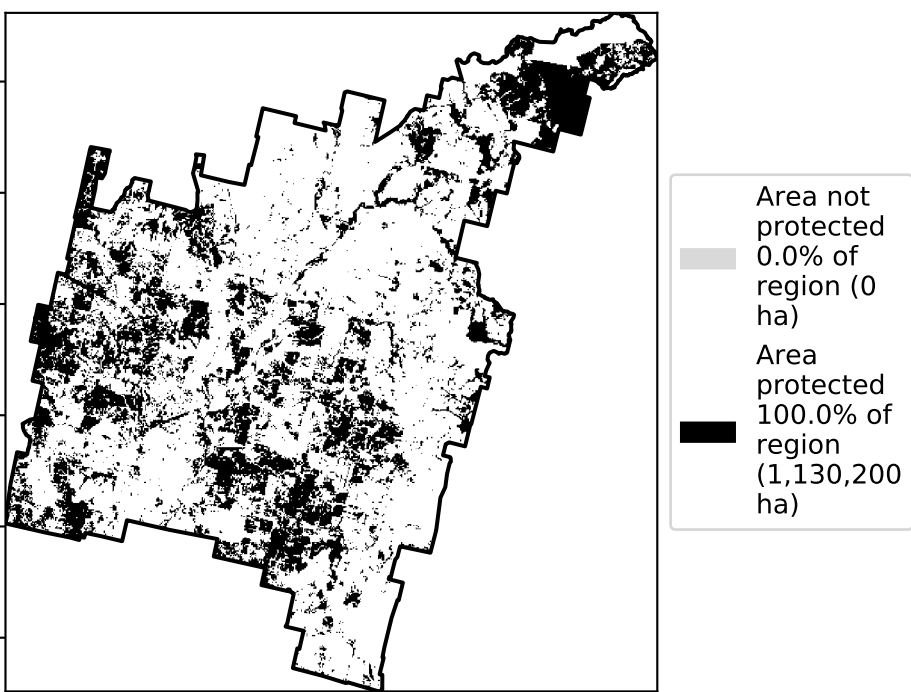 Area not
protected
0.0% of
region (0
ha)
Area
protected
100.0% of
region
(1,130,200
ha)